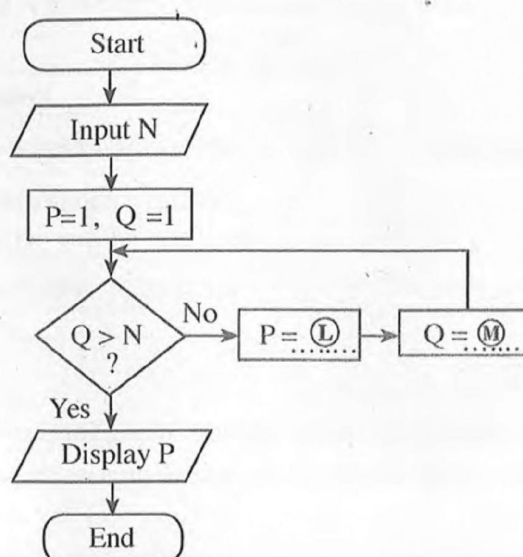 Start
Input N
P=1, Q =1
Q > N
?
No
P = Ⓛ
Q = Ⓜ
Yes
Display P
End